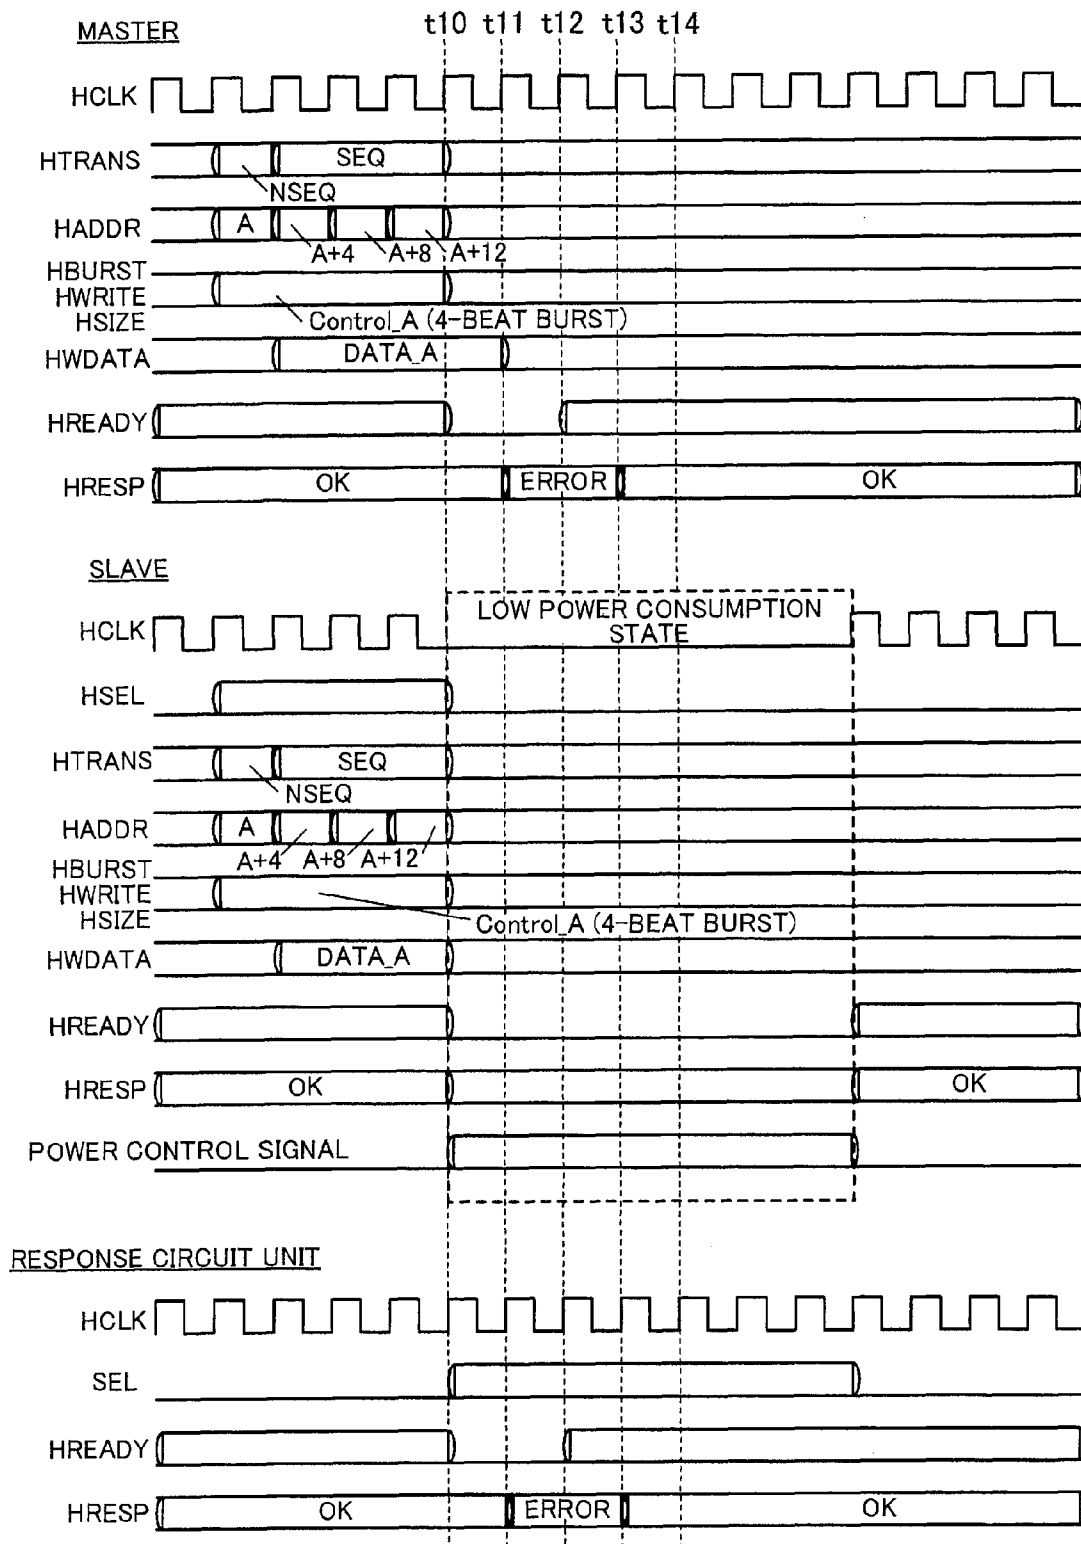 MASTER
t10 t11 t12 t13 t14
HCLK
HTRANS
SEQ
NSEQ
HADDR
A
A+4 A+8 A+12
HBURST
HWRITE
HSIZE
Control_A (4-BEAT BURST)
HWDATA
DATA_A
HREADY
HRESP
OK ERROR OK
SLAVE
HCLK
LOW POWER CONSUMPTION
STATE
HSEL
HTRANS
SEQ
NSEQ
HADDR
A
A+4 A+8 A+12
HBURST
HWRITE
HSIZE
Control_A (4-BEAT BURST)
HWDATA
DATA_A
HREADY
HRESP
OK OK
POWER CONTROL SIGNAL
RESPONSE CIRCUIT UNIT
HCLK
SEL
HREADY
HRESP
OK ERROR OK